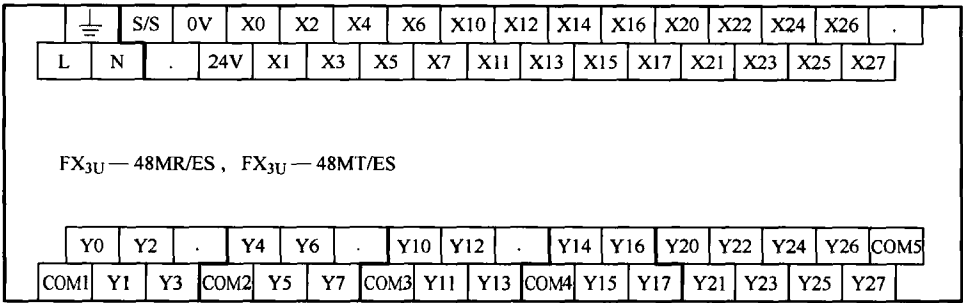 ⏚ S/S 0V X0 X2 X4 X6 X10 X12 X14 X16 X20 X22 X24 X26 .
L N . 24V X1 X3 X5 X7 X11 X13 X15 X17 X21 X23 X25 X27
FX3U — 48MR/ES , FX3U — 48MT/ES
Y0 Y2 . Y4 Y6 . Y10 Y12 . Y14 Y16 Y20 Y22 Y24 Y26 COM5
COM1 Y1 Y3 COM2 Y5 Y7 COM3 Y11 Y13 COM4 Y15 Y17 Y21 Y23 Y25 Y27